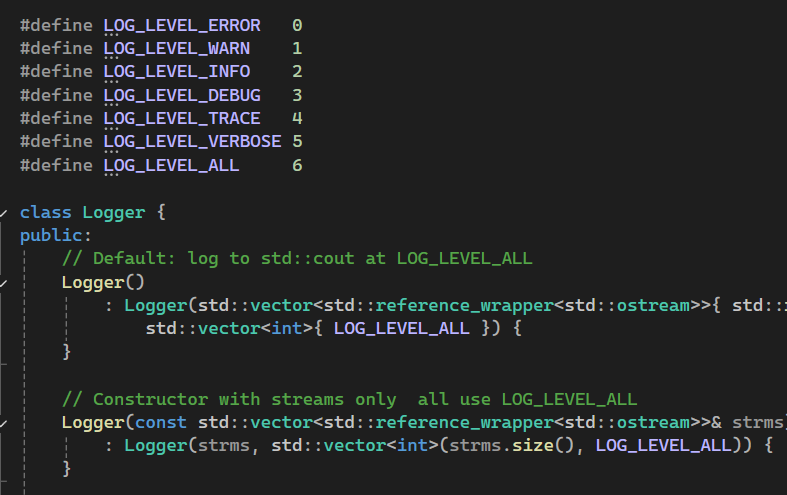 #define LOG_LEVEL_ERROR   0
#define LOG_LEVEL_WARN    1
#define LOG_LEVEL_INFO    2
#define LOG_LEVEL_DEBUG   3
#define LOG_LEVEL_TRACE   4
#define LOG_LEVEL_VERBOSE 5
#define LOG_LEVEL_ALL     6

class Logger {
public:
    // Default: log to std::cout at LOG_LEVEL_ALL
    Logger()
        : Logger(std::vector<std::reference_wrapper<std::ostream>>{ std::
            std::vector<int>{ LOG_LEVEL_ALL }) {
    }

    // Constructor with streams only  all use LOG_LEVEL_ALL
    Logger(const std::vector<std::reference_wrapper<std::ostream>>& strms)
        : Logger(strms, std::vector<int>(strms.size(), LOG_LEVEL_ALL)) {
    }